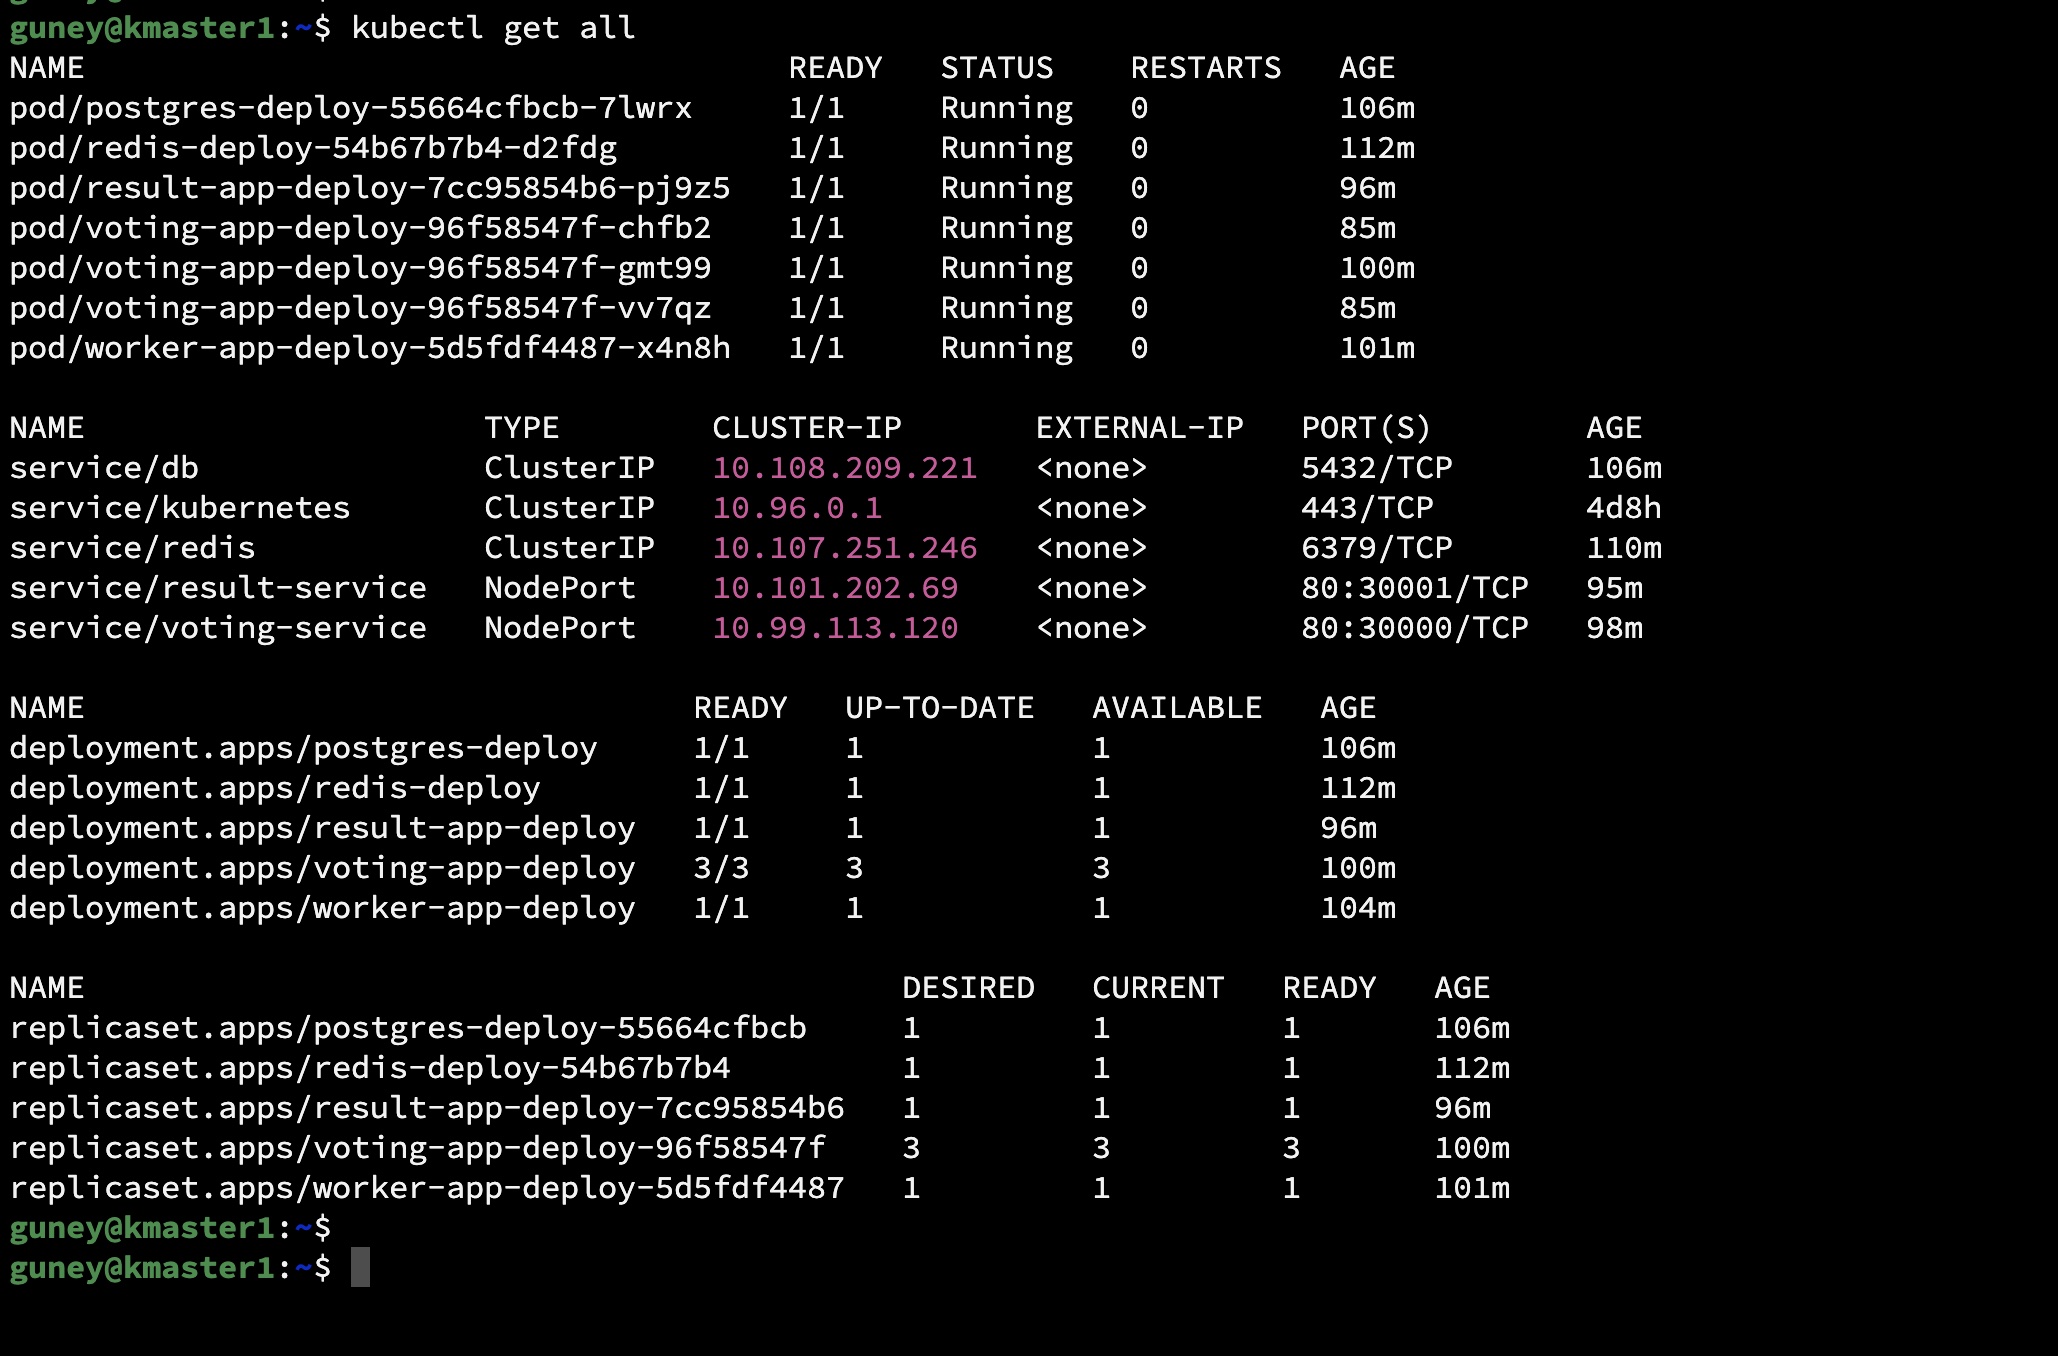 guney@kmaster1:~$ kubectl get all
NAME READY STATUS RESTARTS AGE
pod/postgres-deploy-55664cfbcb-7lwrx 1/1 Running 0 106m
pod/redis-deploy-54b67b7b4-d2fdg 1/1 Running 0 112m
pod/result-app-deploy-7cc95854b6-pj9z5 1/1 Running 0 96m
pod/voting-app-deploy-96f58547f-chfb2 1/1 Running 0 85m
pod/voting-app-deploy-96f58547f-gmt99 1/1 Running 0 100m
pod/voting-app-deploy-96f58547f-vv7qz 1/1 Running 0 85m
pod/worker-app-deploy-5d5fdf4487-x4n8h 1/1 Running 0 101m
NAME TYPE CLUSTER-IP EXTERNAL-IP PORT(S) AGE
service/db ClusterIP 10.108.209.221 <none> 5432/TCP 106m
service/kubernetes ClusterIP 10.96.0.1 <none> 443/TCP 4d8h
service/redis ClusterIP 10.107.251.246 <none> 6379/TCP 110m
service/result-service NodePort 10.101.202.69 <none> 80:30001/TCP 95m
service/voting-service NodePort 10.99.113.120 <none> 80:30000/TCP 98m
NAME READY UP-TO-DATE AVAILABLE AGE
deployment.apps/postgres-deploy 1/1 1 1 106m
deployment.apps/redis-deploy 1/1 1 1 112m
deployment.apps/result-app-deploy 1/1 1 1 96m
deployment.apps/voting-app-deploy 3/3 3 3 100m
deployment.apps/worker-app-deploy 1/1 1 1 104m
NAME DESIRED CURRENT READY AGE
replicaset.apps/postgres-deploy-55664cfbcb 1 1 1 106m
replicaset.apps/redis-deploy-54b67b7b4 1 1 1 112m
replicaset.apps/result-app-deploy-7cc95854b6 1 1 1 96m
replicaset.apps/voting-app-deploy-96f58547f 3 3 3 100m
replicaset.apps/worker-app-deploy-5d5fdf4487 1 1 1 101m
guney@kmaster1:~$
guney@kmaster1:~$